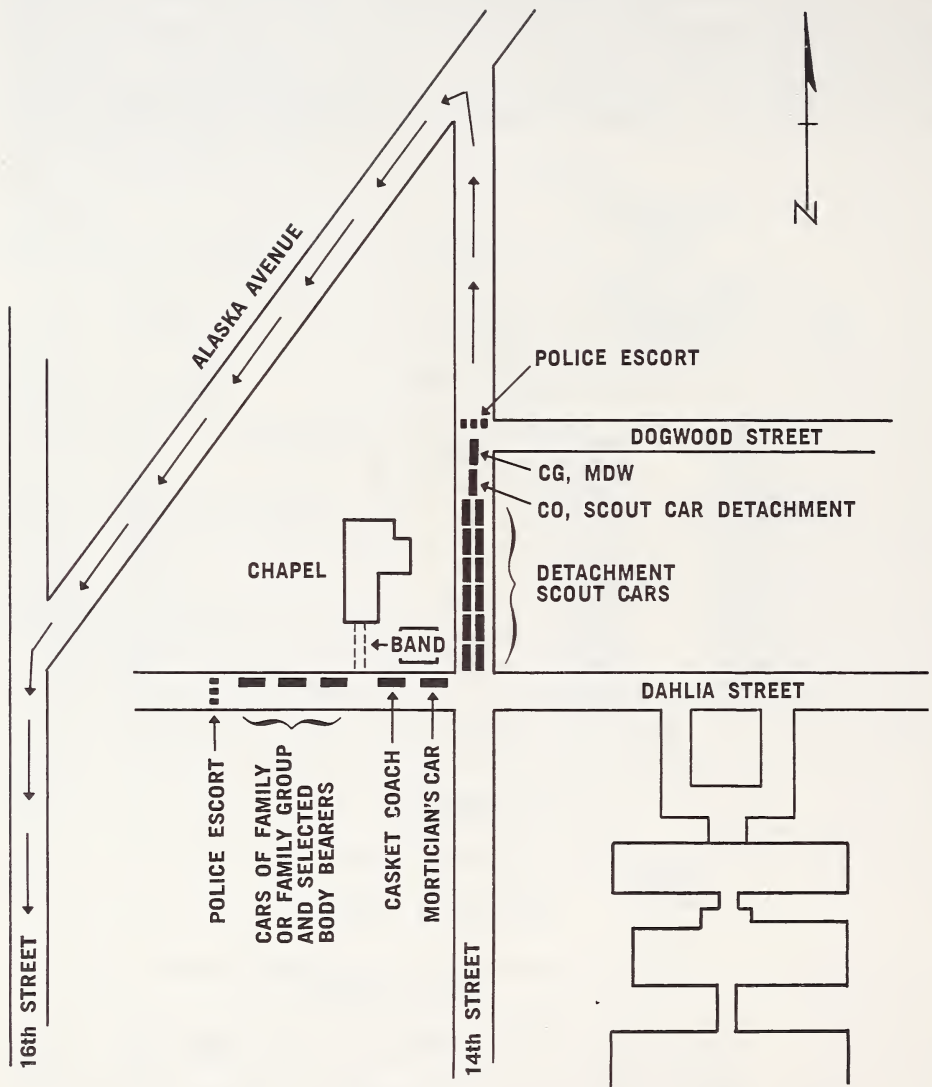 N
ALASKA AVENUE
POLICE ESCORT
DOGWOOD STREET
CG, MDW
CO, SCOUT CAR DETACHMENT
DETACHMENT
SCOUT CARS
CHAPEL
BAND
DAHLIA STREET
POLICE ESCORT
CARS OF FAMILY
OR FAMILY GROUP
AND SELECTED
BODY BEARERS
CASKET COACH
MORTICIAN'S CAR
16th STREET
14th STREET